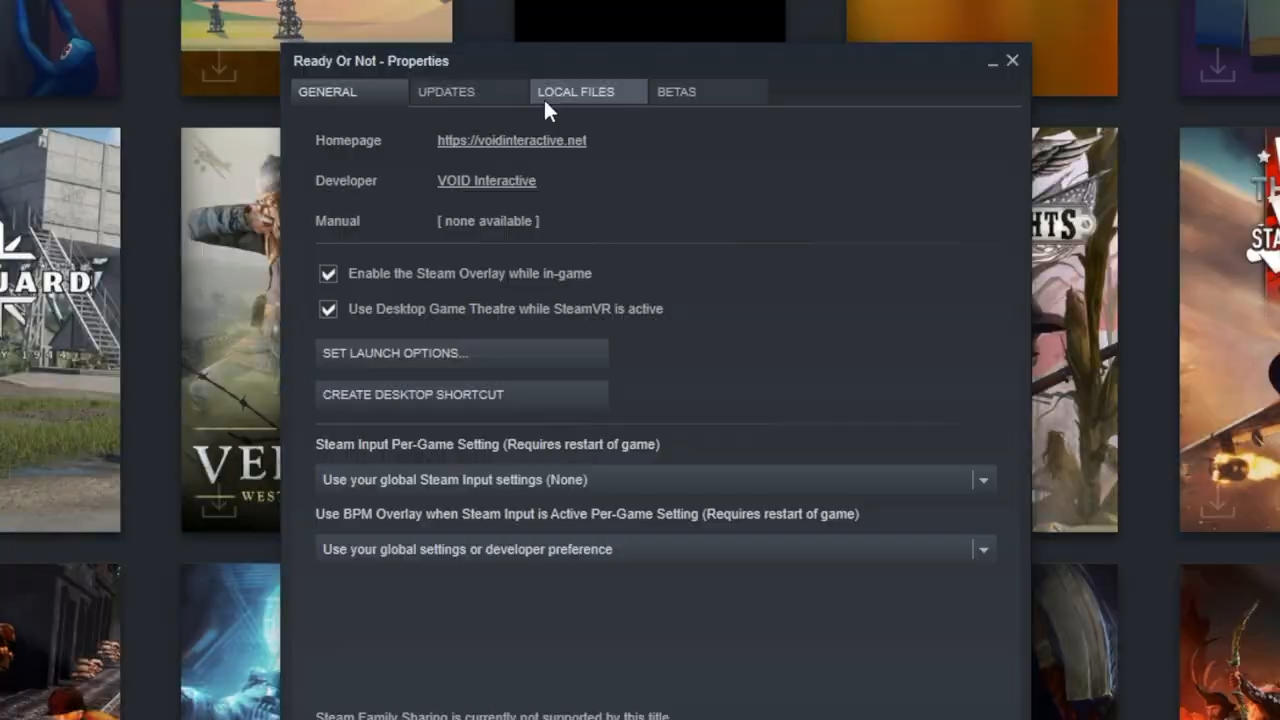 Ready Or Not - Properties
GENERAL
UPDATES
LOCAL FILES
BETAS
Homepage
https://voidinteractive.net
Developer
VOID Interactive
Manual
[ none available ]
Enable the Steam Overlay while in-game
Use Desktop Game Theatre while SteamVR is active
SET LAUNCH OPTIONS...
CREATE DESKTOP SHORTCUT
Steam Input Per-Game Setting (Requires restart of game)
Use your global Steam Input settings (None)
Use BPM Overlay when Steam Input is Active Per-Game Setting (Requires restart of game)
Use your global settings or developer preference
Steam Family Sharing is currently not supported by this title